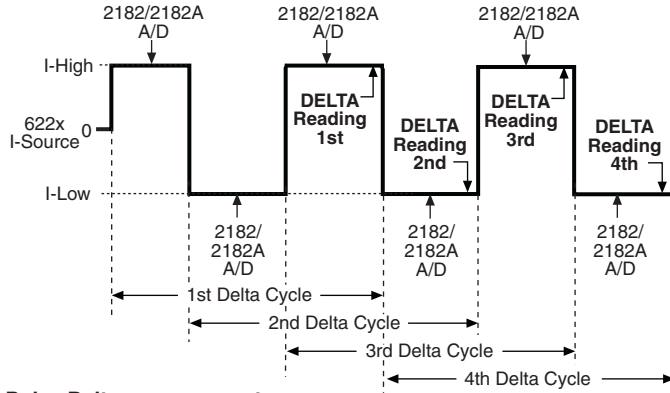 2182/2182A
A/D
2182/2182A
A/D
2182/2182A
A/D
I-High
DELTA
Reading
1st
DELTA
Reading
2nd
DELTA
Reading
3rd
DELTA
Reading
4th
622x
I-Source
0
I-Low
2182/
2182A
A/D
2182/
2182A
A/D
2182/
2182A
A/D
1st Delta Cycle
2nd Delta Cycle
3rd Delta Cycle
4th Delta Cycle